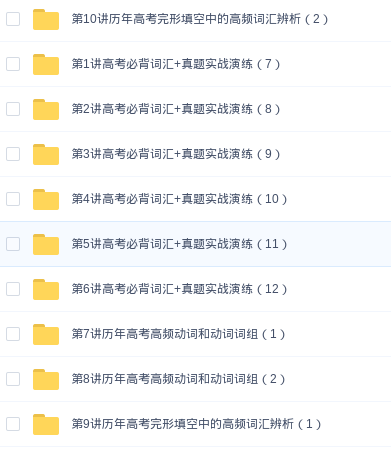 第10讲历年高考完形填空中的高频词汇辨析（2）
第1讲高考必背词汇+真题实战演练（7）
第2讲高考必背词汇+真题实战演练（8）
第3讲高考必背词汇+真题实战演练（9）
第4讲高考必背词汇+真题实战演练（10）
第5讲高考必背词汇+真题实战演练（11）
第6讲高考必背词汇+真题实战演练（12）
第7讲历年高考高频动词和动词词组（1）
第8讲历年高考高频动词和动词词组（2）
第9讲历年高考完形填空中的高频词汇辨析（1）